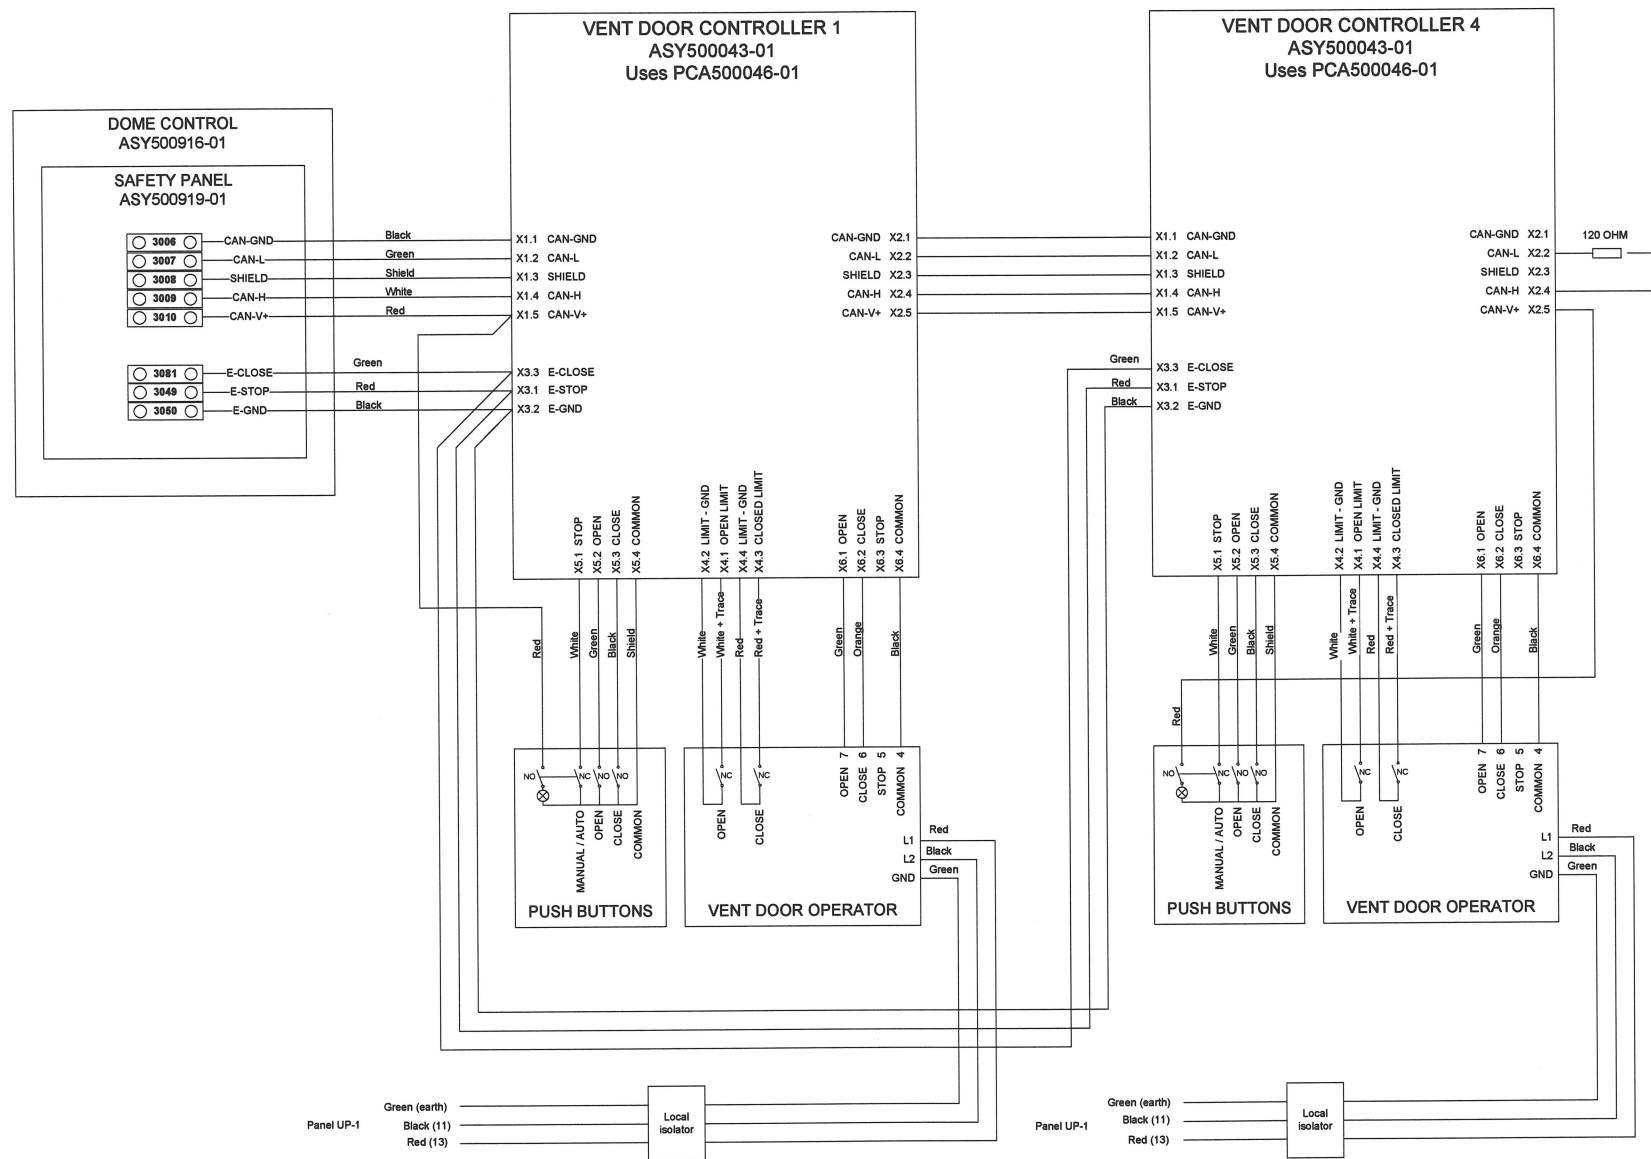 VENT DOOR CONTROLLER 1
ASY500043-01
Uses PCA500046-01
VENT DOOR CONTROLLER 4
ASY500043-01
Uses PCA500046-01
DOME CONTROL
ASY500916-01
SAFETY PANEL
ASY500919-01
3006 CAN-GND Black X1.1 CAN-GND
3007 CAN-L Green X1.2 CAN-L
3008 SHIELD Shield X1.3 SHIELD
3009 CAN-H White X1.4 CAN-H
3010 CAN-V+ Red X1.5 CAN-V+
3081 E-CLOSE Green X3.3 E-CLOSE
3049 E-STOP Red X3.1 E-STOP
3050 E-GND Black X3.2 E-GND
CAN-GND X2.1
CAN-L X2.2
SHIELD X2.3
CAN-H X2.4
CAN-V+ X2.5
X1.1 CAN-GND
X1.2 CAN-L
X1.3 SHIELD
X1.4 CAN-H
X1.5 CAN-V+
Green X3.3 E-CLOSE
Red X3.1 E-STOP
Black X3.2 E-GND
CAN-GND X2.1
CAN-L X2.2
SHIELD X2.3
CAN-H X2.4
CAN-V+ X2.5
120 OHM
X5.1 STOP
X5.2 OPEN
X5.3 CLOSE
X5.4 COMMON
X4.2 LIMIT - GND
X4.1 OPEN LIMIT
X4.4 LIMIT - GND
X4.3 CLOSED LIMIT
X6.1 OPEN
X6.2 CLOSE
X6.3 STOP
X6.4 COMMON
Red
White
Green
Black
Shield
White
White + Trace
Red
Red + Trace
Green
Orange
Black
NO
NC
NO
NO
MANUAL / AUTO
OPEN
CLOSE
COMMON
PUSH BUTTONS
NC
NC
OPEN
CLOSE
OPEN 7
CLOSE 6
STOP 5
COMMON 4
L1 Red
L2 Black
GND Green
VENT DOOR OPERATOR
X5.1 STOP
X5.2 OPEN
X5.3 CLOSE
X5.4 COMMON
X4.2 LIMIT - GND
X4.1 OPEN LIMIT
X4.4 LIMIT - GND
X4.3 CLOSED LIMIT
X6.1 OPEN
X6.2 CLOSE
X6.3 STOP
X6.4 COMMON
Red
White
Green
Black
Shield
White
White + Trace
Red
Red + Trace
Green
Orange
Black
NO
NC
NO
NO
MANUAL / AUTO
OPEN
CLOSE
COMMON
PUSH BUTTONS
NC
NC
OPEN
CLOSE
OPEN 7
CLOSE 6
STOP 5
COMMON 4
L1 Red
L2 Black
GND Green
VENT DOOR OPERATOR
Panel UP-1
Green (earth)
Black (11)
Red (13)
Local
isolator
Panel UP-1
Green (earth)
Black (11)
Red (13)
Local
isolator